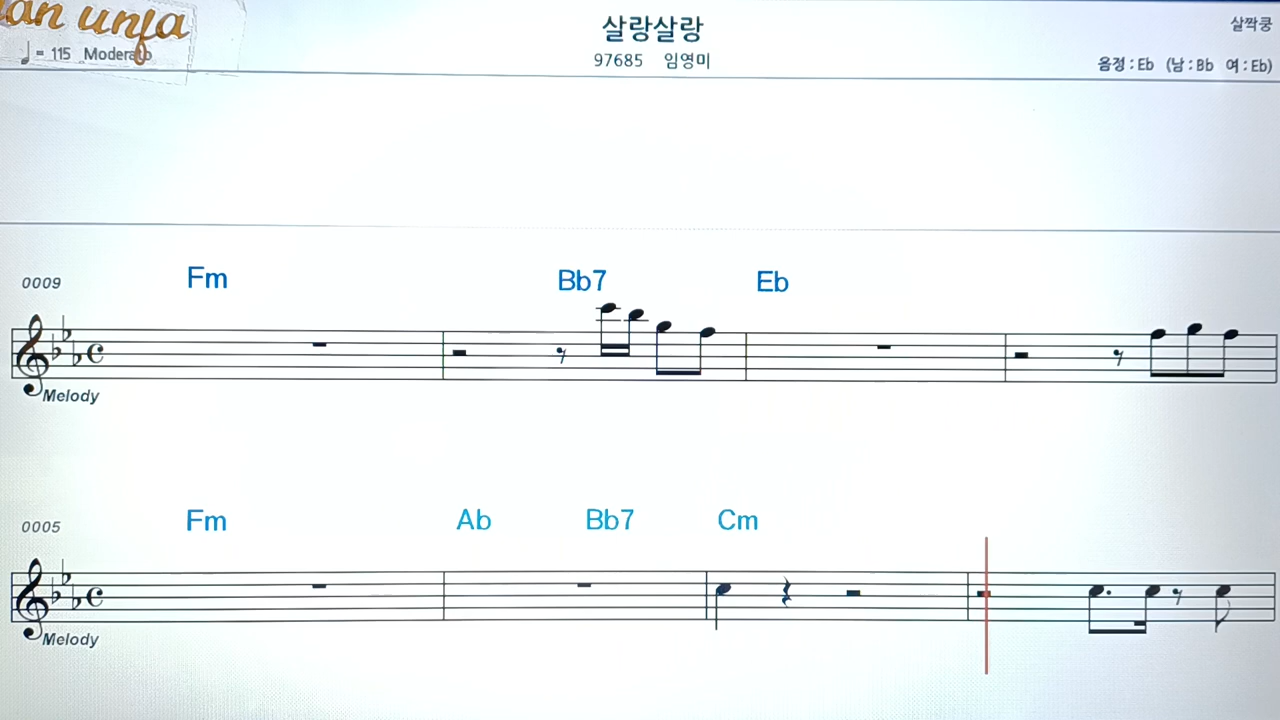 an unja
살랑살랑
살짝쿵
♩= 115 Moderato
97685 임영미
음정 : Eb (남 : Bb 여 : Eb)
0009
Fm Bb7 Eb
Melody
0005
Fm Ab Bb7 Cm
Melody